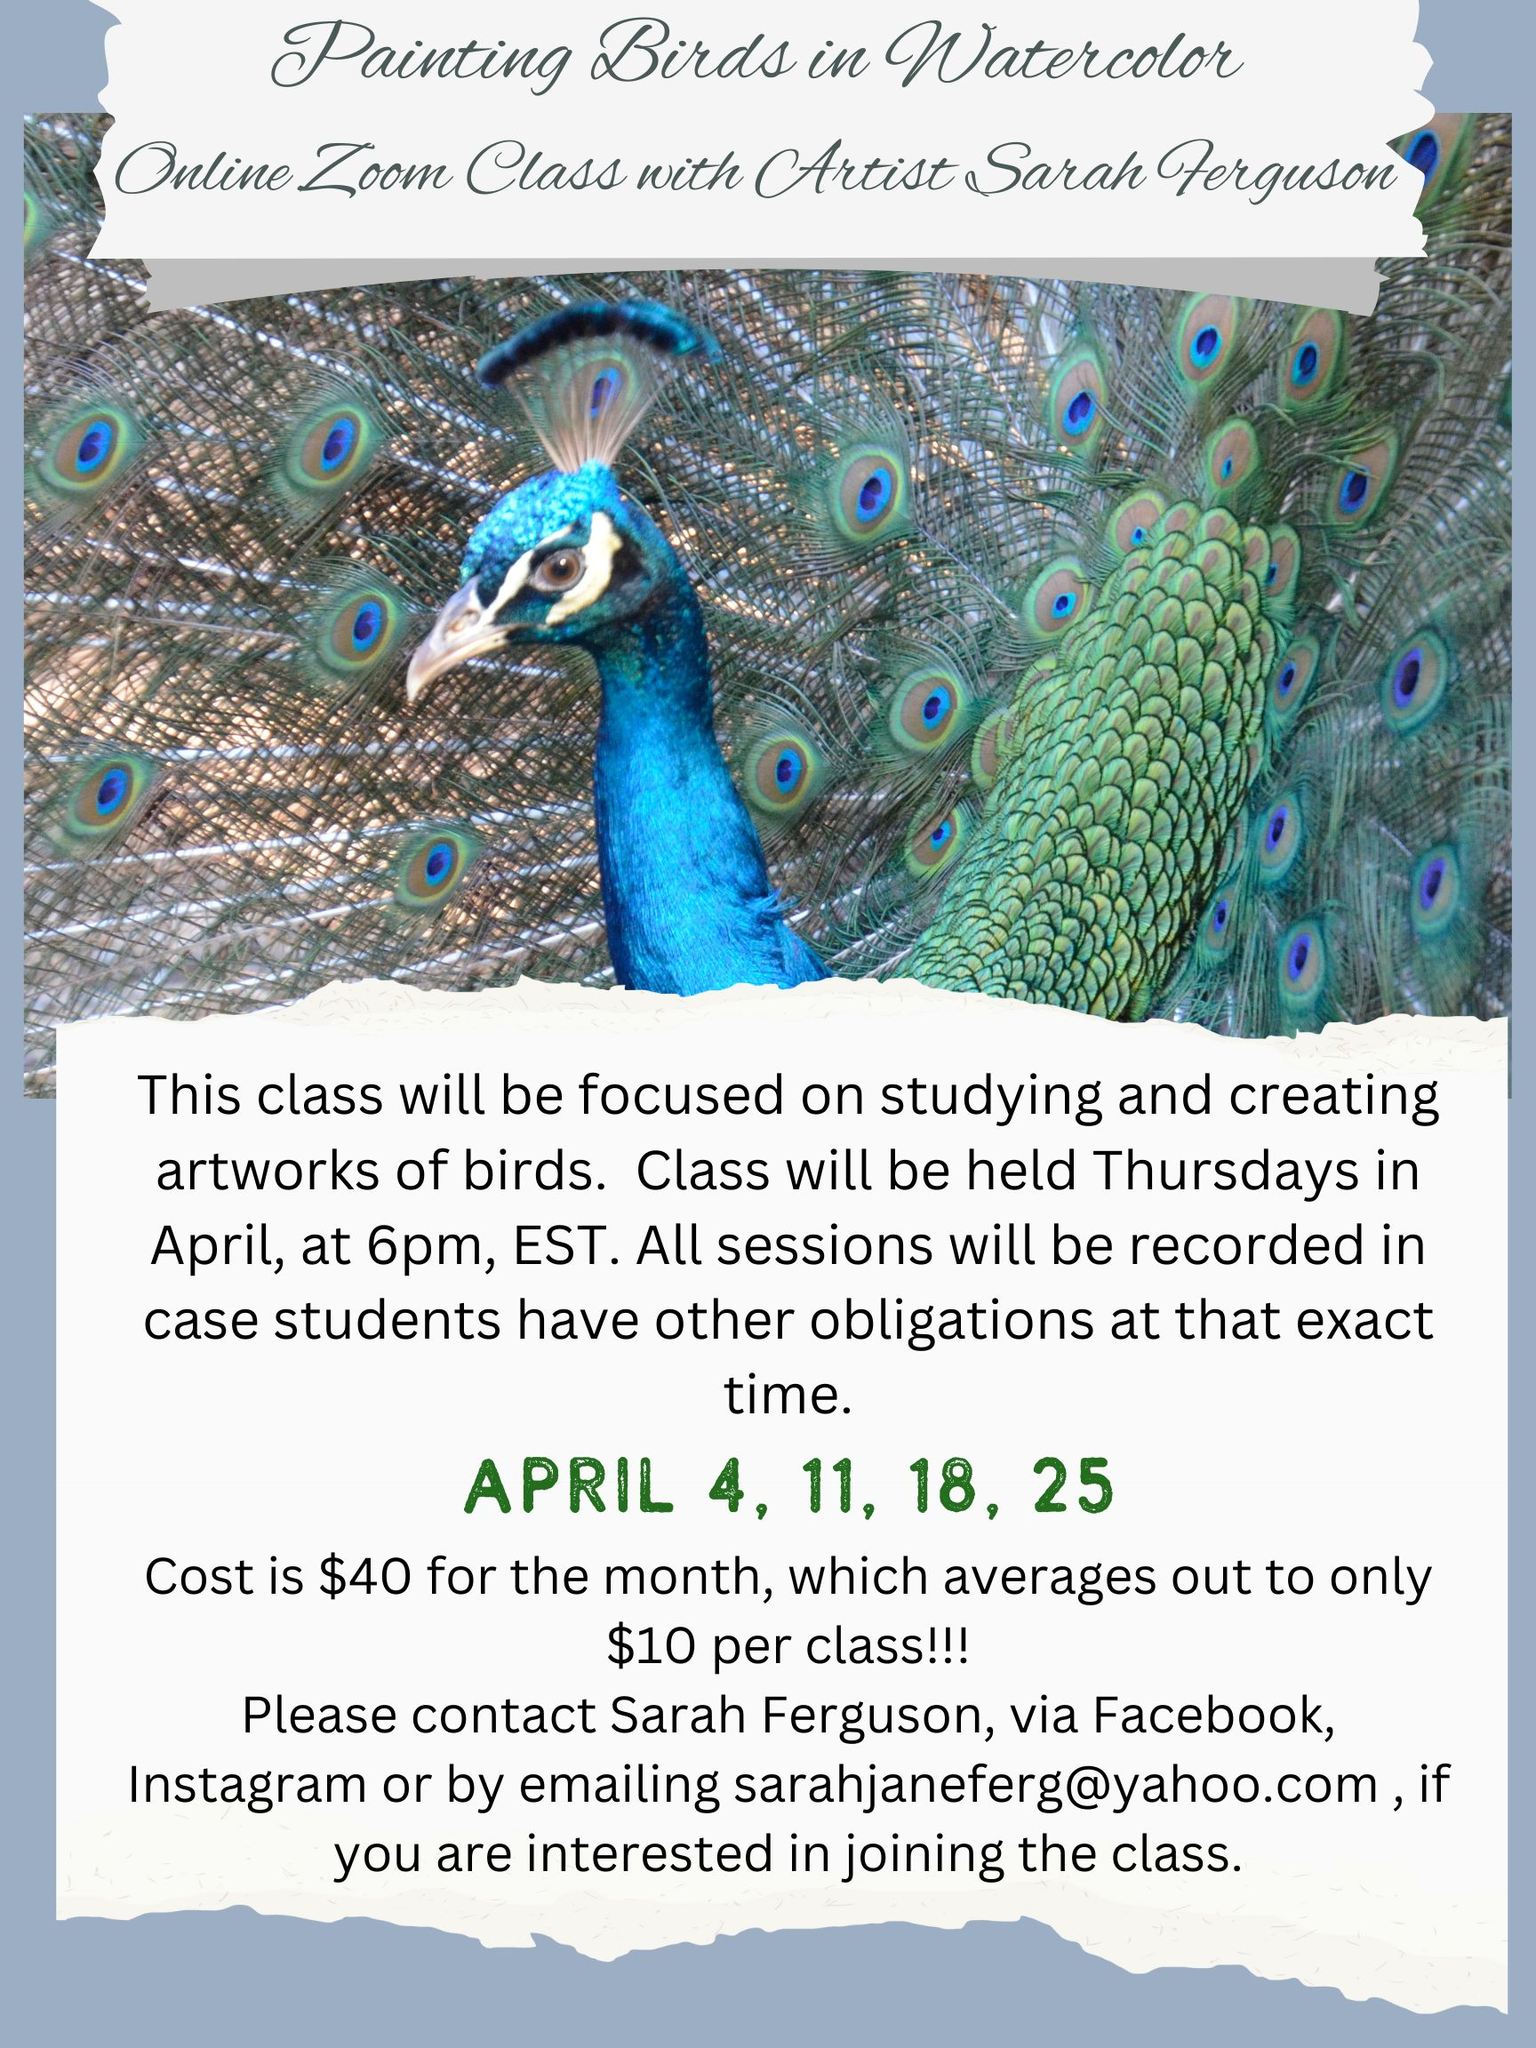 Painting Birds in Watercolor
Online Zoom Class with Artist Sarah Ferguson
This class will be focused on studying and creating
artworks of birds.  Class will be held Thursdays in
April, at 6pm, EST. All sessions will be recorded in
case students have other obligations at that exact
time.
APRIL 4, 11, 18, 25
Cost is $40 for the month, which averages out to only
$10 per class!!!
Please contact Sarah Ferguson, via Facebook,
Instagram or by emailing sarahjaneferg@yahoo.com , if
you are interested in joining the class.